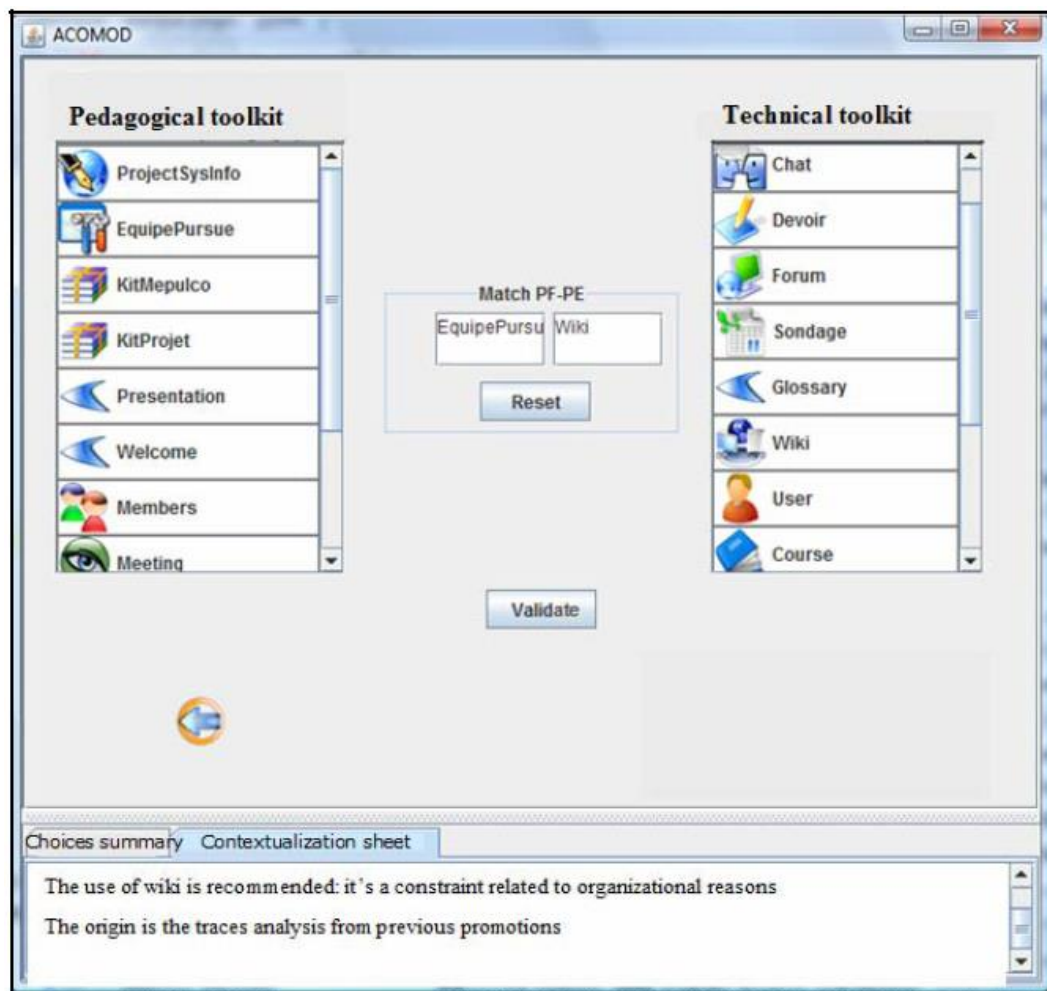 ACOMOD
Pedagogical toolkit
ProjectSysInfo
EquipePursue
KitMepulco
KitProjet
Presentation
Welcome
Members
Meeting
Match PF-PE
EquipePursu
Wiki
Reset
Validate
Technical toolkit
Chat
Devoir
Forum
Sondage
Glossary
Wiki
User
Course
Choices summary
Contextualization sheet
The use of wiki is recommended: it's a constraint related to organizational reasons
The origin is the traces analysis from previous promotions